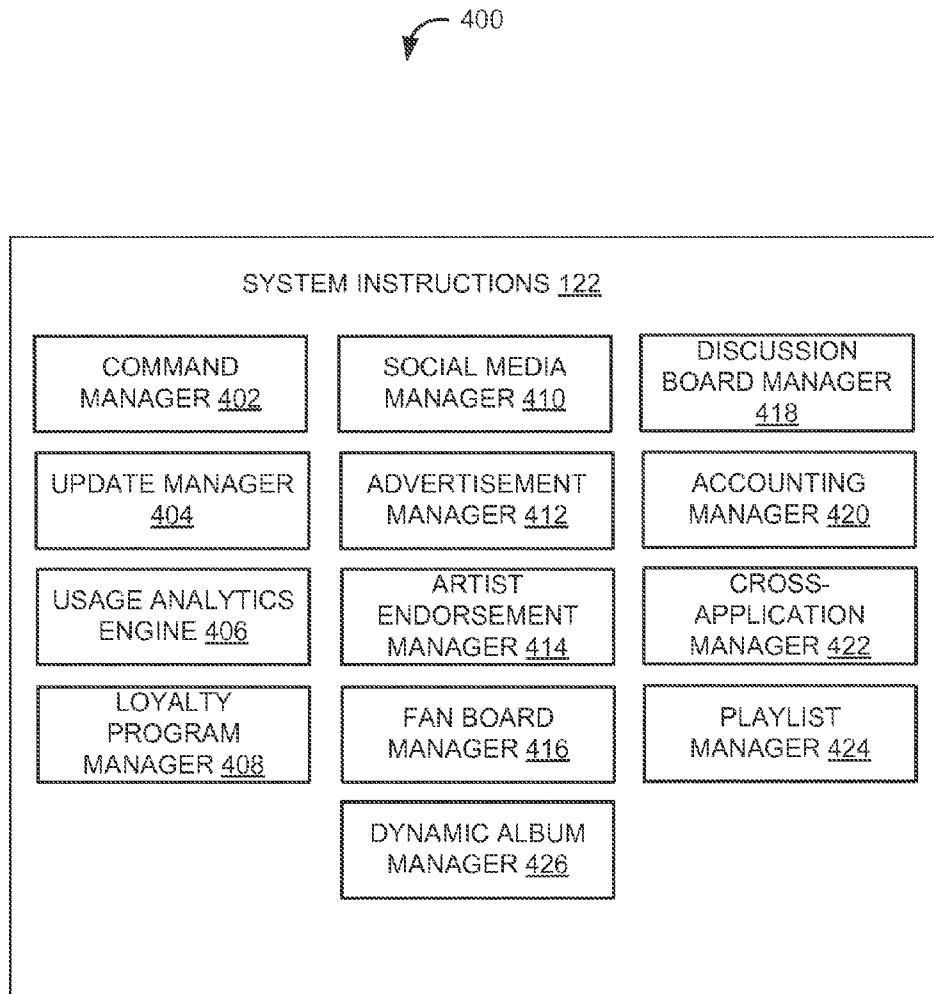 400
SYSTEM INSTRUCTIONS 122
COMMAND
MANAGER 402
SOCIAL MEDIA
MANAGER 410
DISCUSSION
BOARD MANAGER
418
UPDATE MANAGER
404
ADVERTISEMENT
MANAGER 412
ACCOUNTING
MANAGER 420
USAGE ANALYTICS
ENGINE 406
ARTIST
ENDORSEMENT
MANAGER 414
CROSS-
APPLICATION
MANAGER 422
LOYALTY
PROGRAM
MANAGER 408
FAN BOARD
MANAGER 416
PLAYLIST
MANAGER 424
DYNAMIC ALBUM
MANAGER 426